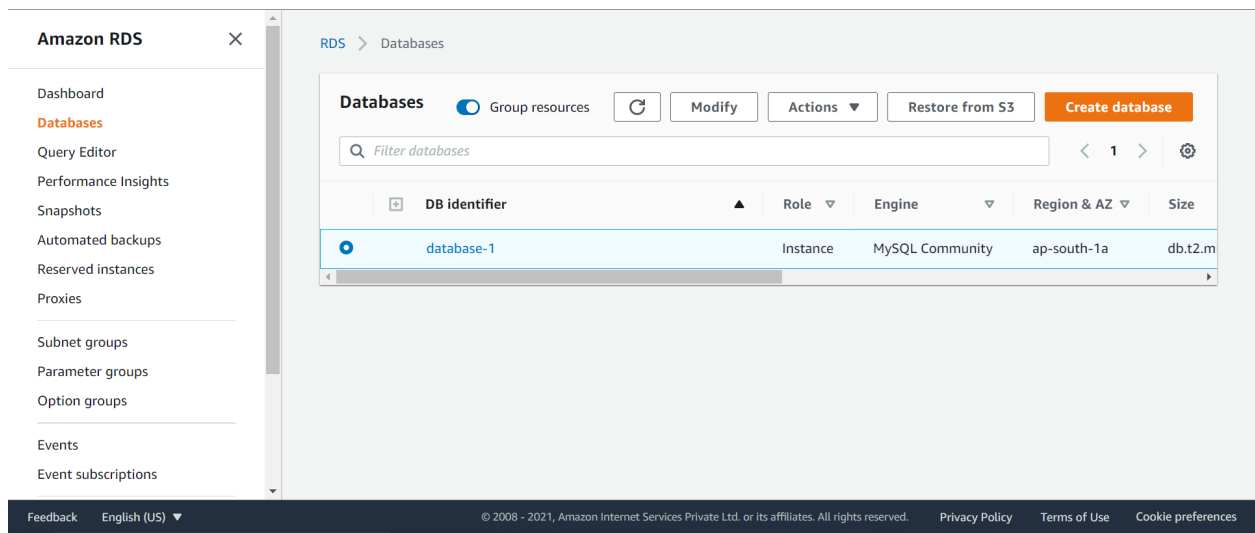 Amazon RDS
Dashboard
Databases
Query Editor
Performance Insights
Snapshots
Automated backups
Reserved instances
Proxies
Subnet groups
Parameter groups
Option groups
Events
Event subscriptions
RDS > Databases
Databases Group resources Modify Actions Restore from S3 Create database
Filter databases
1
DB identifier Role Engine Region & AZ Size
database-1 Instance MySQL Community ap-south-1a db.t2.m
Feedback English (US) © 2008 - 2021, Amazon Internet Services Private Ltd. or its affiliates. All rights reserved. Privacy Policy Terms of Use Cookie preferences